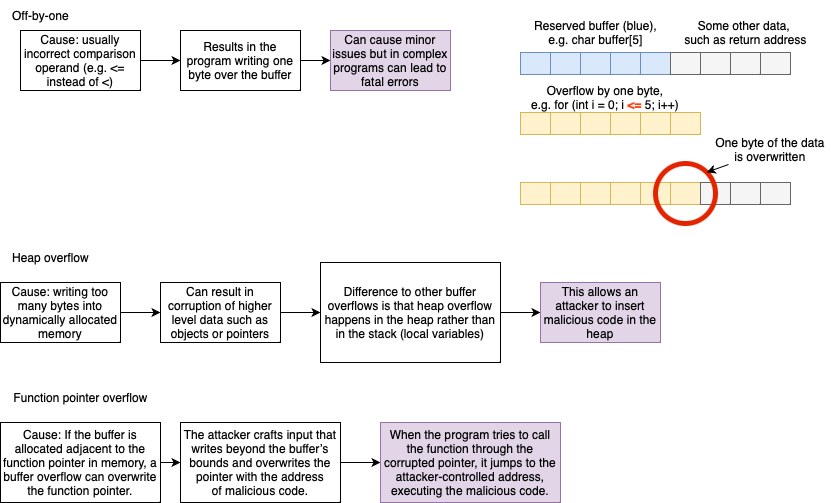 Off-by-one
Cause: usually
incorrect comparison
operand (e.g. <=
instead of <)
Results in the
program writing one
byte over the buffer
Can cause minor
issues but in complex
programs can lead to
fatal errors
Reserved buffer (blue),
e.g. char buffer[5]
Some other data,
such as return address
Overflow by one byte,
e.g. for (int i = 0; i <= 5; i++)
One byte of the data
is overwritten
Heap overflow
Cause: writing too
many bytes into
dynamically allocated
memory
Can result in
corruption of higher
level data such as
objects or pointers
Difference to other buffer
overflows is that heap overflow
happens in the heap rather than
in the stack (local variables)
This allows an
attacker to insert
malicious code in the
heap
Function pointer overflow
Cause: If the buffer is
allocated adjacent to the
function pointer in memory, a
buffer overflow can overwrite
the function pointer.
The attacker crafts input that
writes beyond the buffer's
bounds and overwrites the
pointer with the address
of malicious code.
When the program tries to call
the function through the
corrupted pointer, it jumps to the
attacker-controlled address,
executing the malicious code.